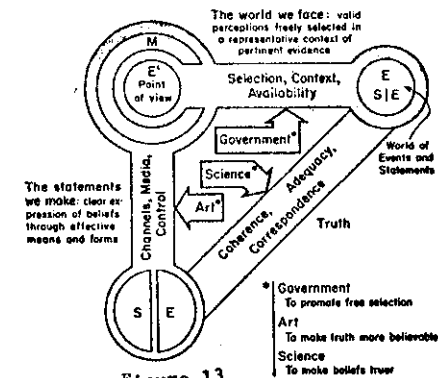 The world we face: valid
perceptions freely selected in
a representative context of
pertinent evidence
M
E'
Point
of view
Selection, Context,
Availability
E
S|E
World of
Events and
Statements
Government*
Science*
Art*
The statements
we make: clear ex-
pression of beliefs
through effective
means and forms
Channels, Media,
Control
Coherence, Adequacy,
Correspondence
Truth
S
E
* Government
To promote free selection
Art
To make truth more believable
Science
To make beliefs truer
Figure 13